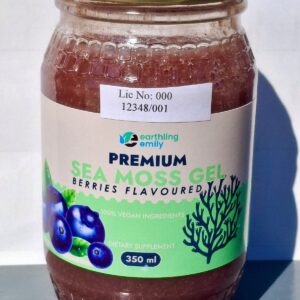 Lic No: 000
12348/001
earthling
emily
PREMIUM
SEA MOSS GEL
BERRIES FLAVOURED
100% VEGAN INGREDIENTS
DIETARY SUPPLEMENT
350 ml